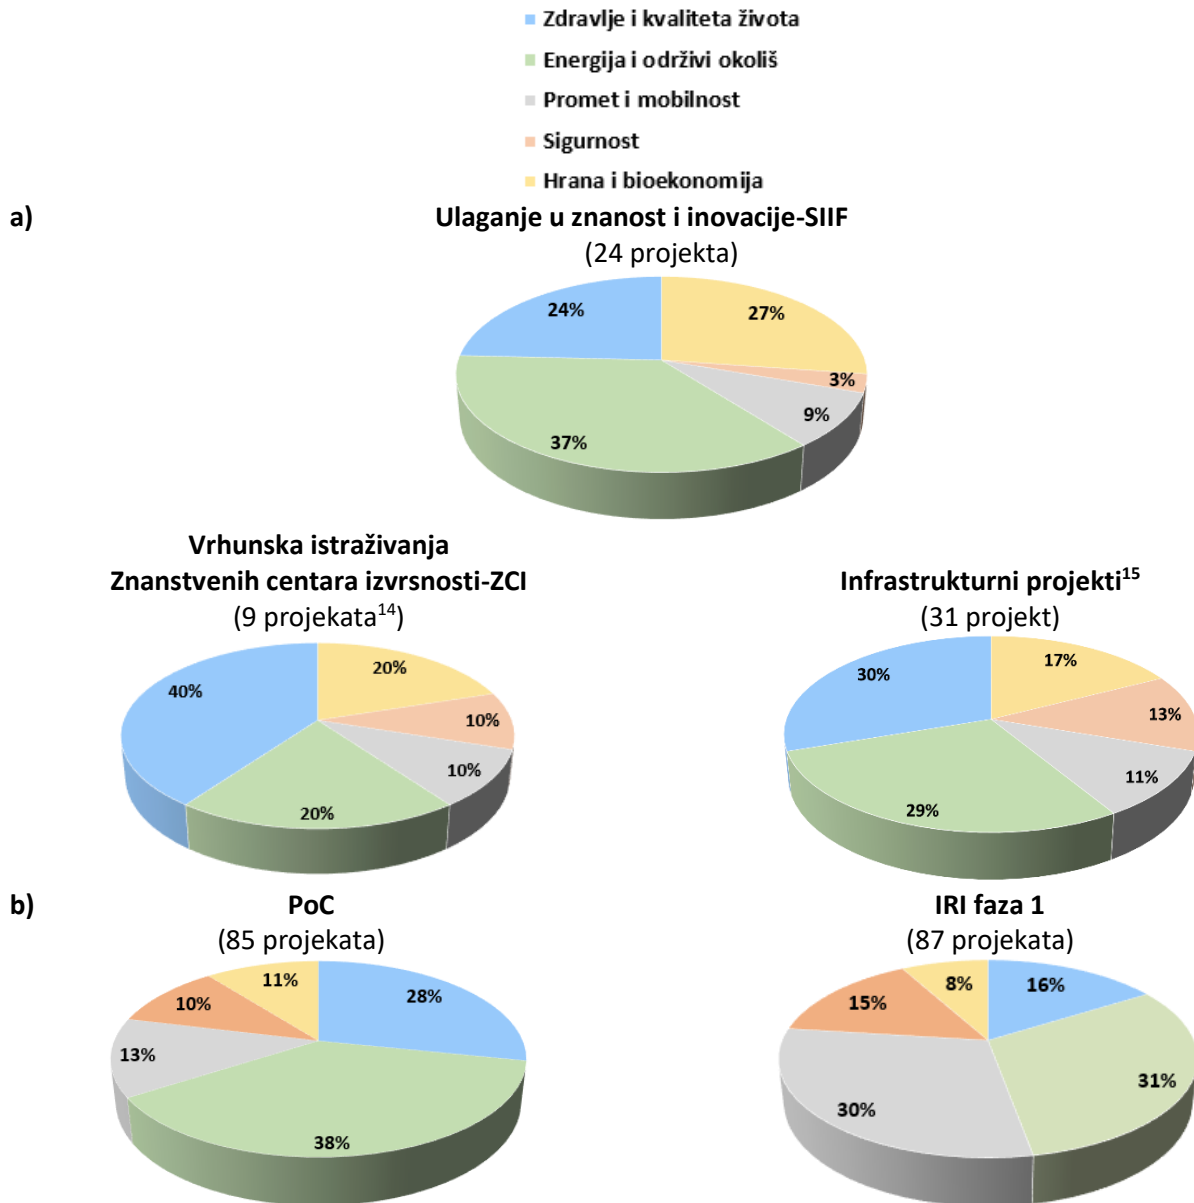 Zdravlje i kvaliteta života
Energija i održivi okoliš
Promet i mobilnost
Sigurnost
Hrana i bioekonomija
a)
Ulaganje u znanost i inovacije-SIIF
(24 projekta)
24%
27%
3%
9%
37%
Vrhunska istraživanja
Znanstvenih centara izvrsnosti-ZCI
(9 projekata14)
40%
20%
10%
10%
20%
Infrastrukturni projekti15
(31 projekt)
30%
17%
13%
11%
29%
b)
PoC
(85 projekata)
11%
28%
10%
13%
38%
IRI faza 1
(87 projekata)
8%
16%
15%
31%
30%